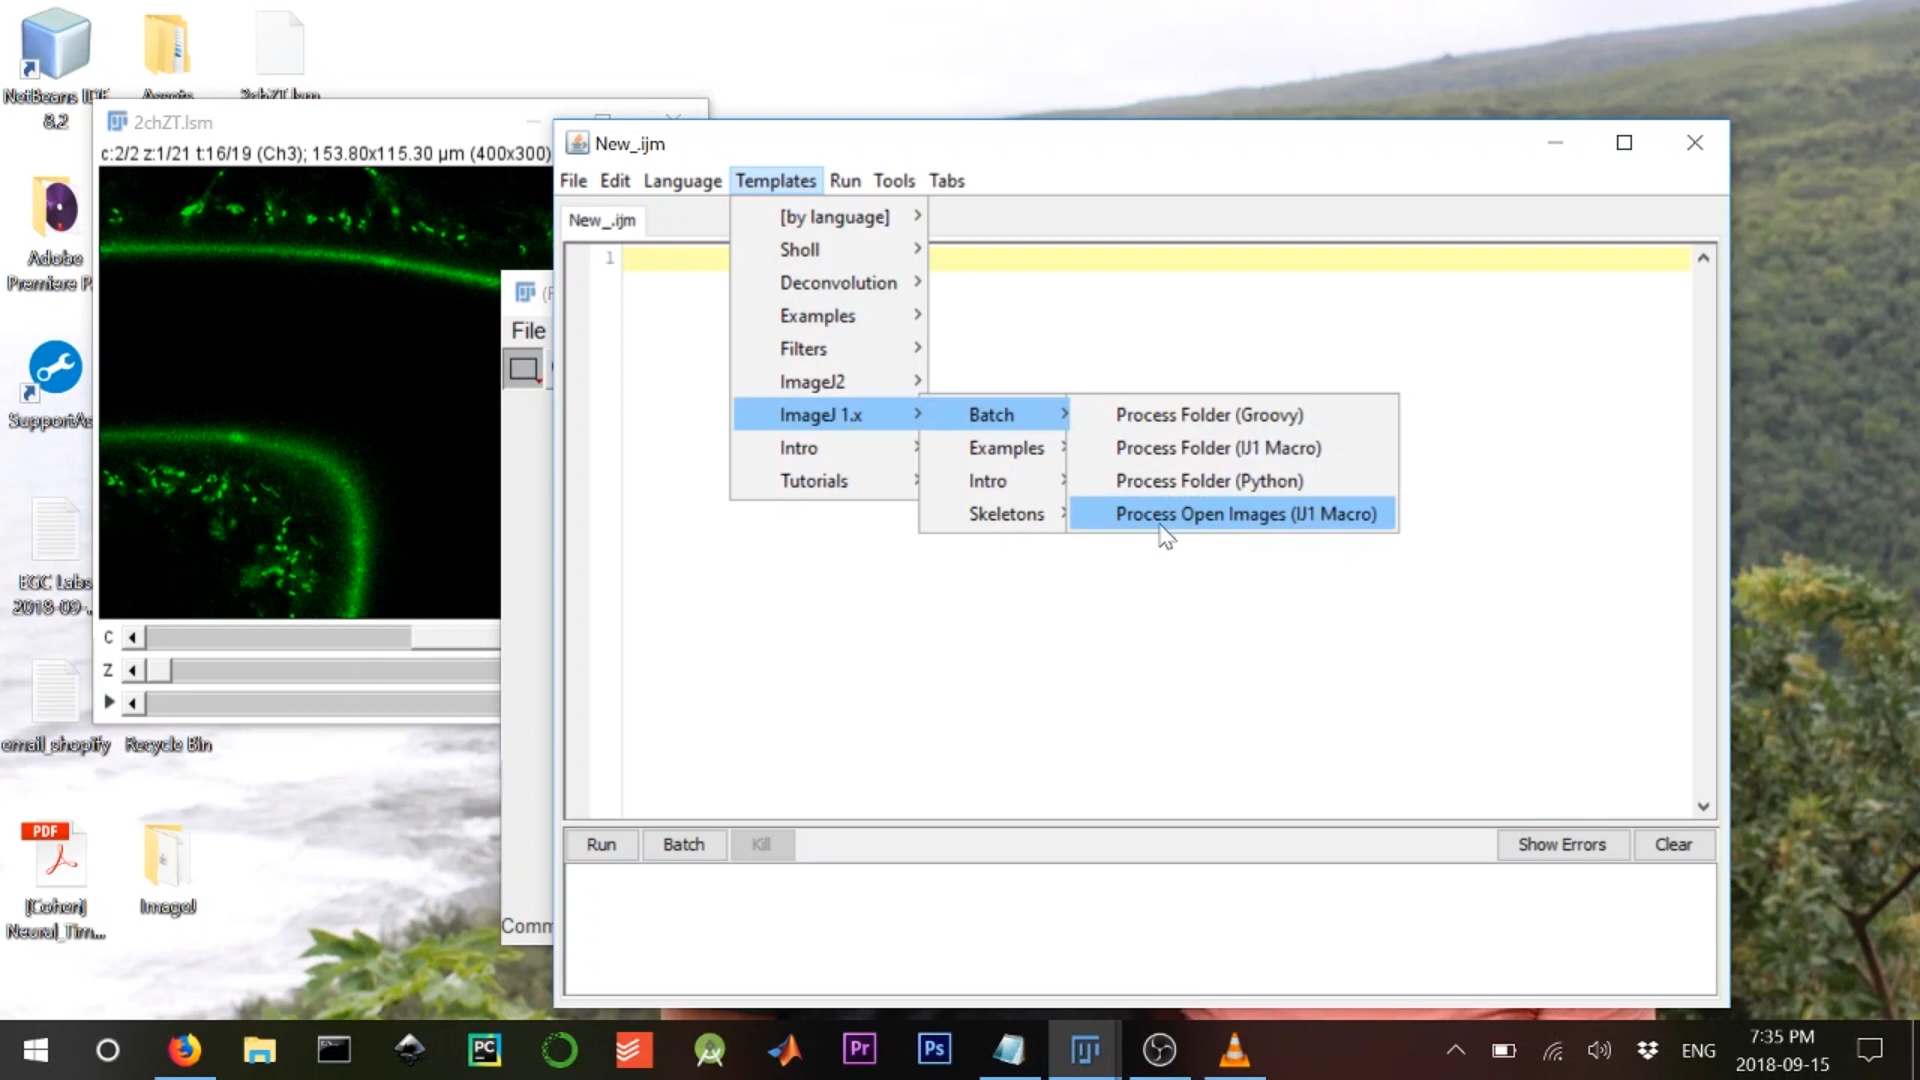 NetBeans IDE
8.2
Assets
2chZT.lsm
Adobe
Premiere P.
SupportAs
EGC Labs
2018-09-..
email_shopify
Recycle Bin
PDF
[Cohen]
Neural_Tim...
ImageJ
2chZT.lsm
c:2/2 z:1/21 t:16/19 (Ch3); 153.80x115.30 µm (400x300)
C
Z
File
Comm
New_.ijm
File Edit Language Templates Run Tools Tabs
New_.ijm
1
[by language]
Sholl
Deconvolution
Examples
Filters
ImageJ2
ImageJ 1.x
Intro
Tutorials
Batch
Examples
Intro
Skeletons
Process Folder (Groovy)
Process Folder (IJ1 Macro)
Process Folder (Python)
Process Open Images (IJ1 Macro)
Run Batch Kill Show Errors Clear
PC
Pr
Ps
ENG
7:35 PM
2018-09-15